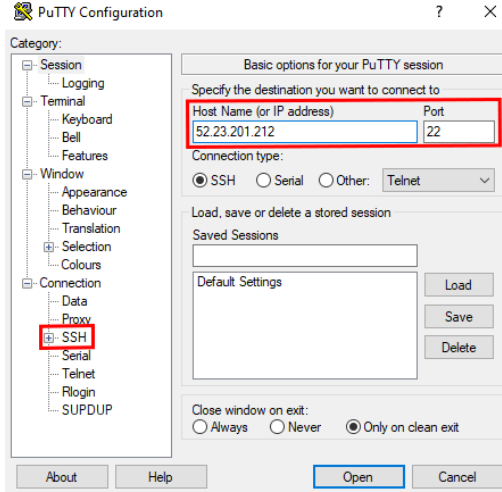 PuTTY Configuration ? ×
Category:
Session
Logging
Terminal
Keyboard
Bell
Features
Window
Appearance
Behaviour
Translation
Selection
Colours
Connection
Data
Proxy
SSH
Serial
Telnet
Rlogin
SUPDUP
Basic options for your PuTTY session
Specify the destination you want to connect to
Host Name (or IP address) Port
52.23.201.212 22
Connection type:
SSH Serial Other: Telnet
Load, save or delete a stored session
Saved Sessions
Default Settings
Load
Save
Delete
Close window on exit:
Always Never Only on clean exit
About Help Open Cancel